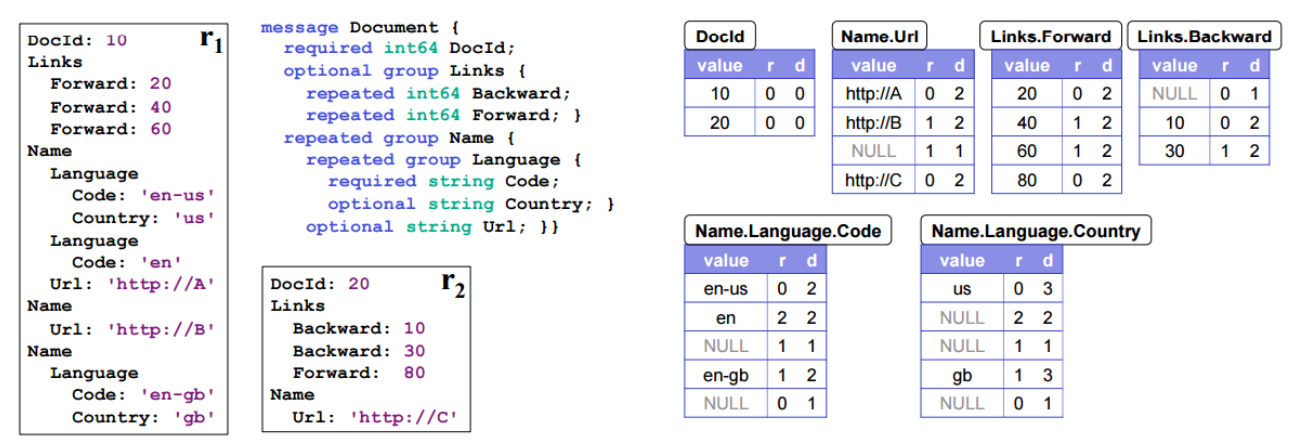 DocId: 10 r1
Links
Forward: 20
Forward: 40
Forward: 60
Name
Language
Code: 'en-us'
Country: 'us'
Language
Code: 'en'
Url: 'http://A'
Name
Url: 'http://B'
Name
Language
Code: 'en-gb'
Country: 'gb'
message Document {
required int64 DocId;
optional group Links {
repeated int64 Backward;
repeated int64 Forward; }
repeated group Name {
repeated group Language {
required string Code;
optional string Country; }
optional string Url; }}
DocId: 20 r2
Links
Backward: 10
Backward: 30
Forward: 80
Name
Url: 'http://C'
DocId
value r d
10 0 0
20 0 0
Name.Url
value r d
http://A 0 2
http://B 1 2
NULL 1 1
http://C 0 2
Links.Forward
value r d
20 0 2
40 1 2
60 1 2
80 0 2
Links.Backward
value r d
NULL 0 1
10 0 2
30 1 2
Name.Language.Code
value r d
en-us 0 2
en 2 2
NULL 1 1
en-gb 1 2
NULL 0 1
Name.Language.Country
value r d
us 0 3
NULL 2 2
NULL 1 1
gb 1 3
NULL 0 1